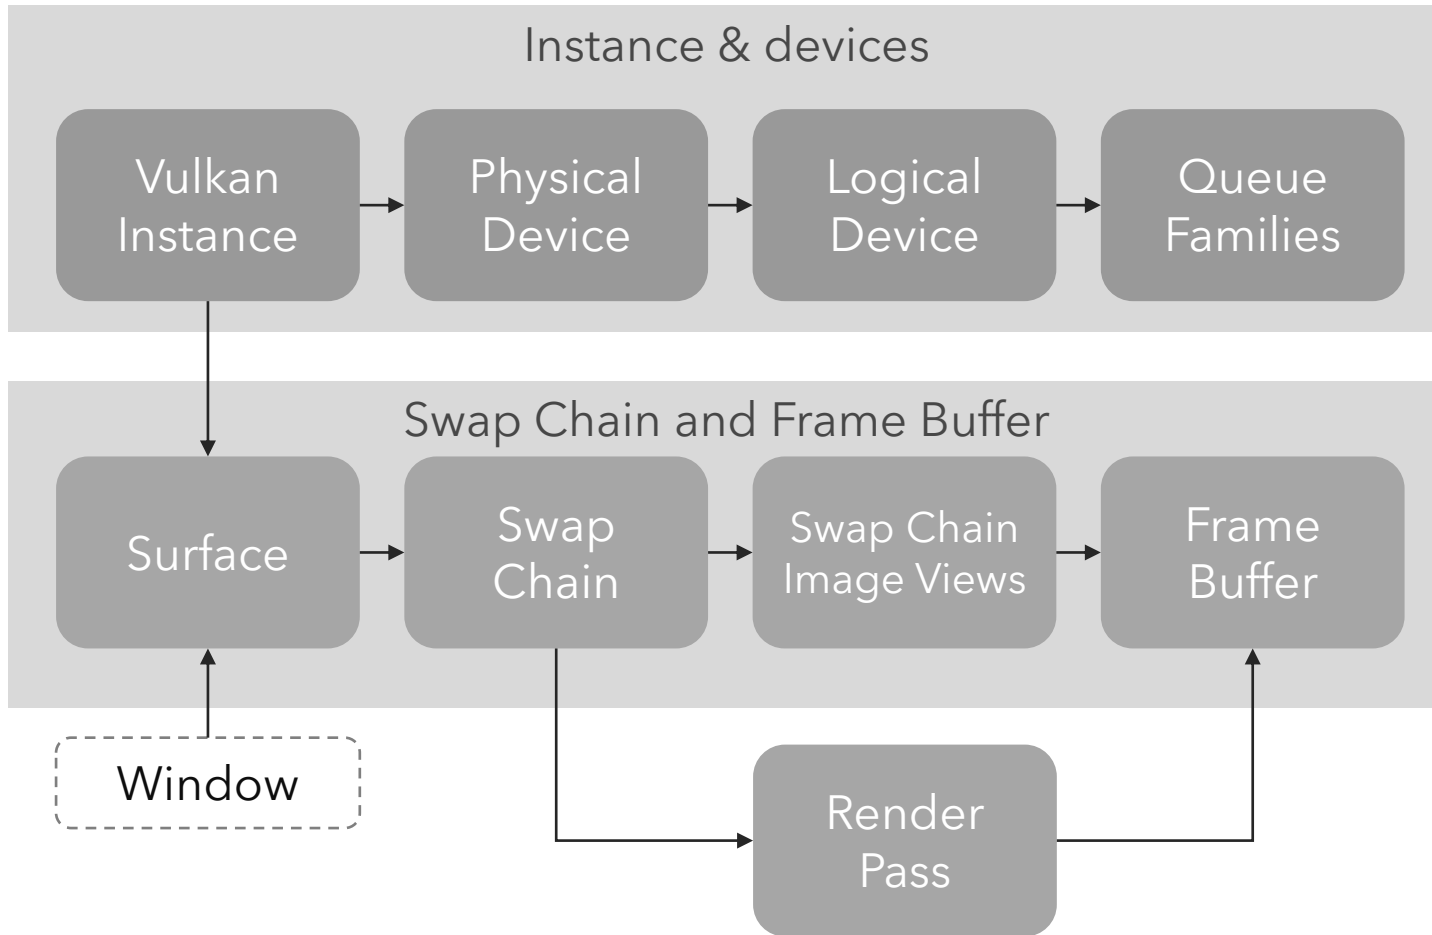 Instance & devices
Vulkan
Instance
Physical
Device
Logical
Device
Queue
Families
Swap Chain and Frame Buffer
Surface
Swap
Chain
Swap Chain
Image Views
Frame
Buffer
Window
Render
Pass